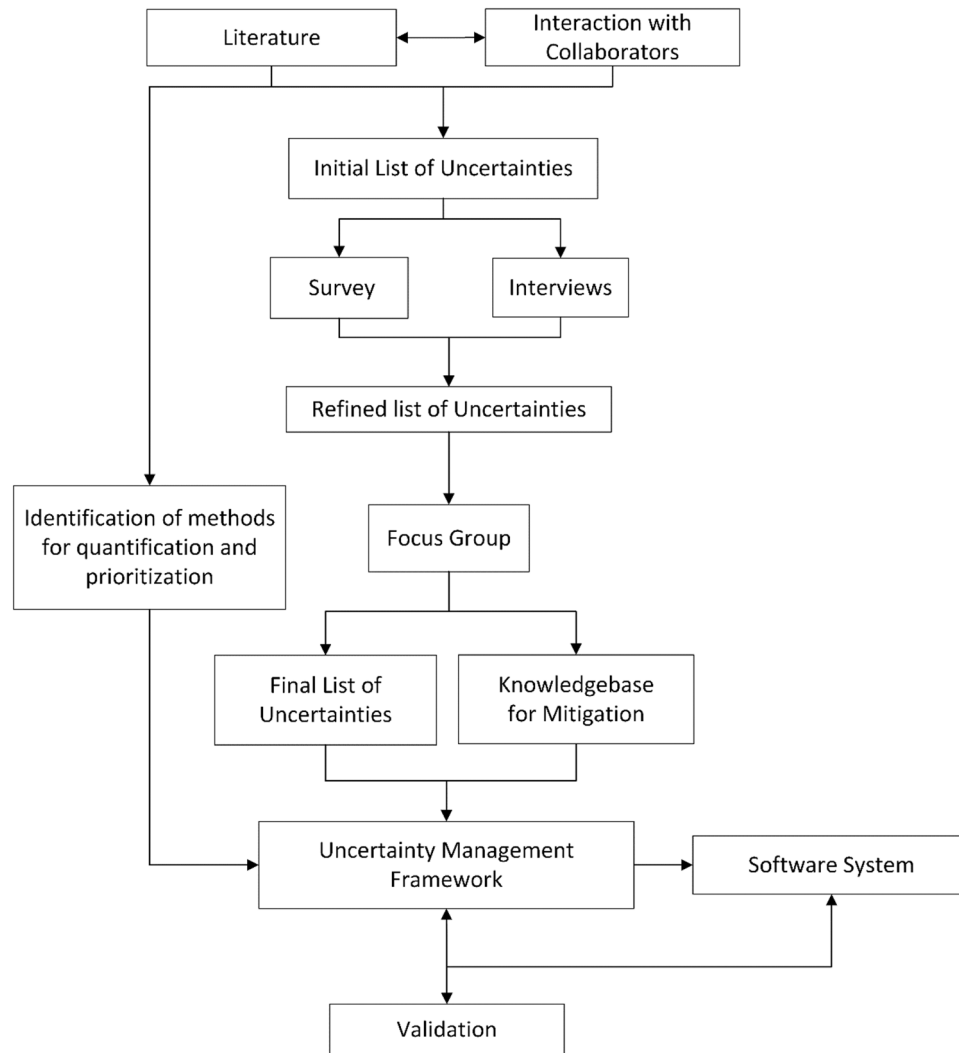 Literature
Interaction with
Collaborators
Initial List of Uncertainties
Survey
Interviews
Refined list of Uncertainties
Identification of methods
for quantification and
prioritization
Focus Group
Final List of
Uncertainties
Knowledgebase
for Mitigation
Uncertainty Management
Framework
Software System
Validation